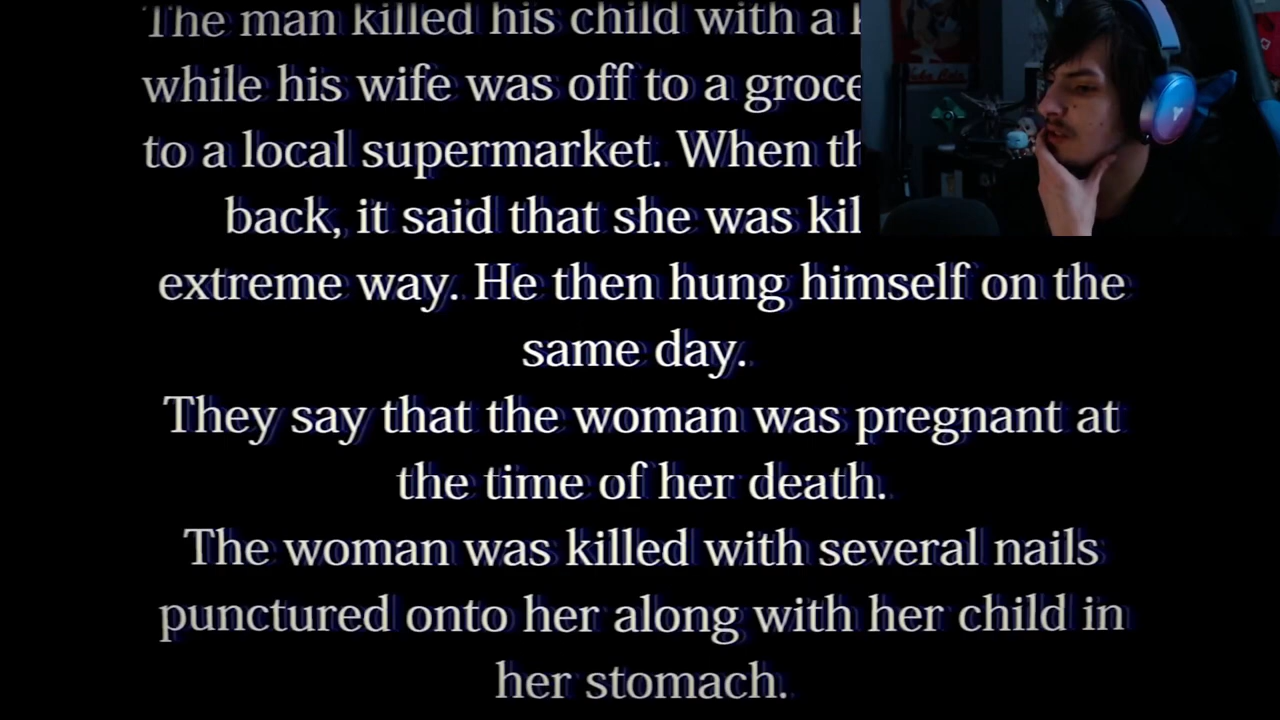 The man killed his child with a
while his wife was off to a groce
to a local supermarket. When th
back, it said that she was kil
extreme way. He then hung himself on the
same day.
They say that the woman was pregnant at
the time of her death.
The woman was killed with several nails
punctured onto her along with her child in
her stomach.